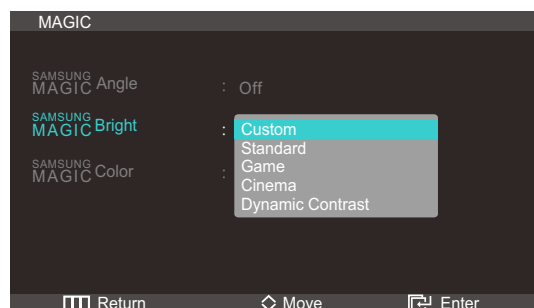 MAGIC
SAMSUNG MAGIC Angle : Off
SAMSUNG MAGIC Bright : Custom
Standard
Game
Cinema
Dynamic Contrast
SAMSUNG MAGIC Color :
Return Move Enter